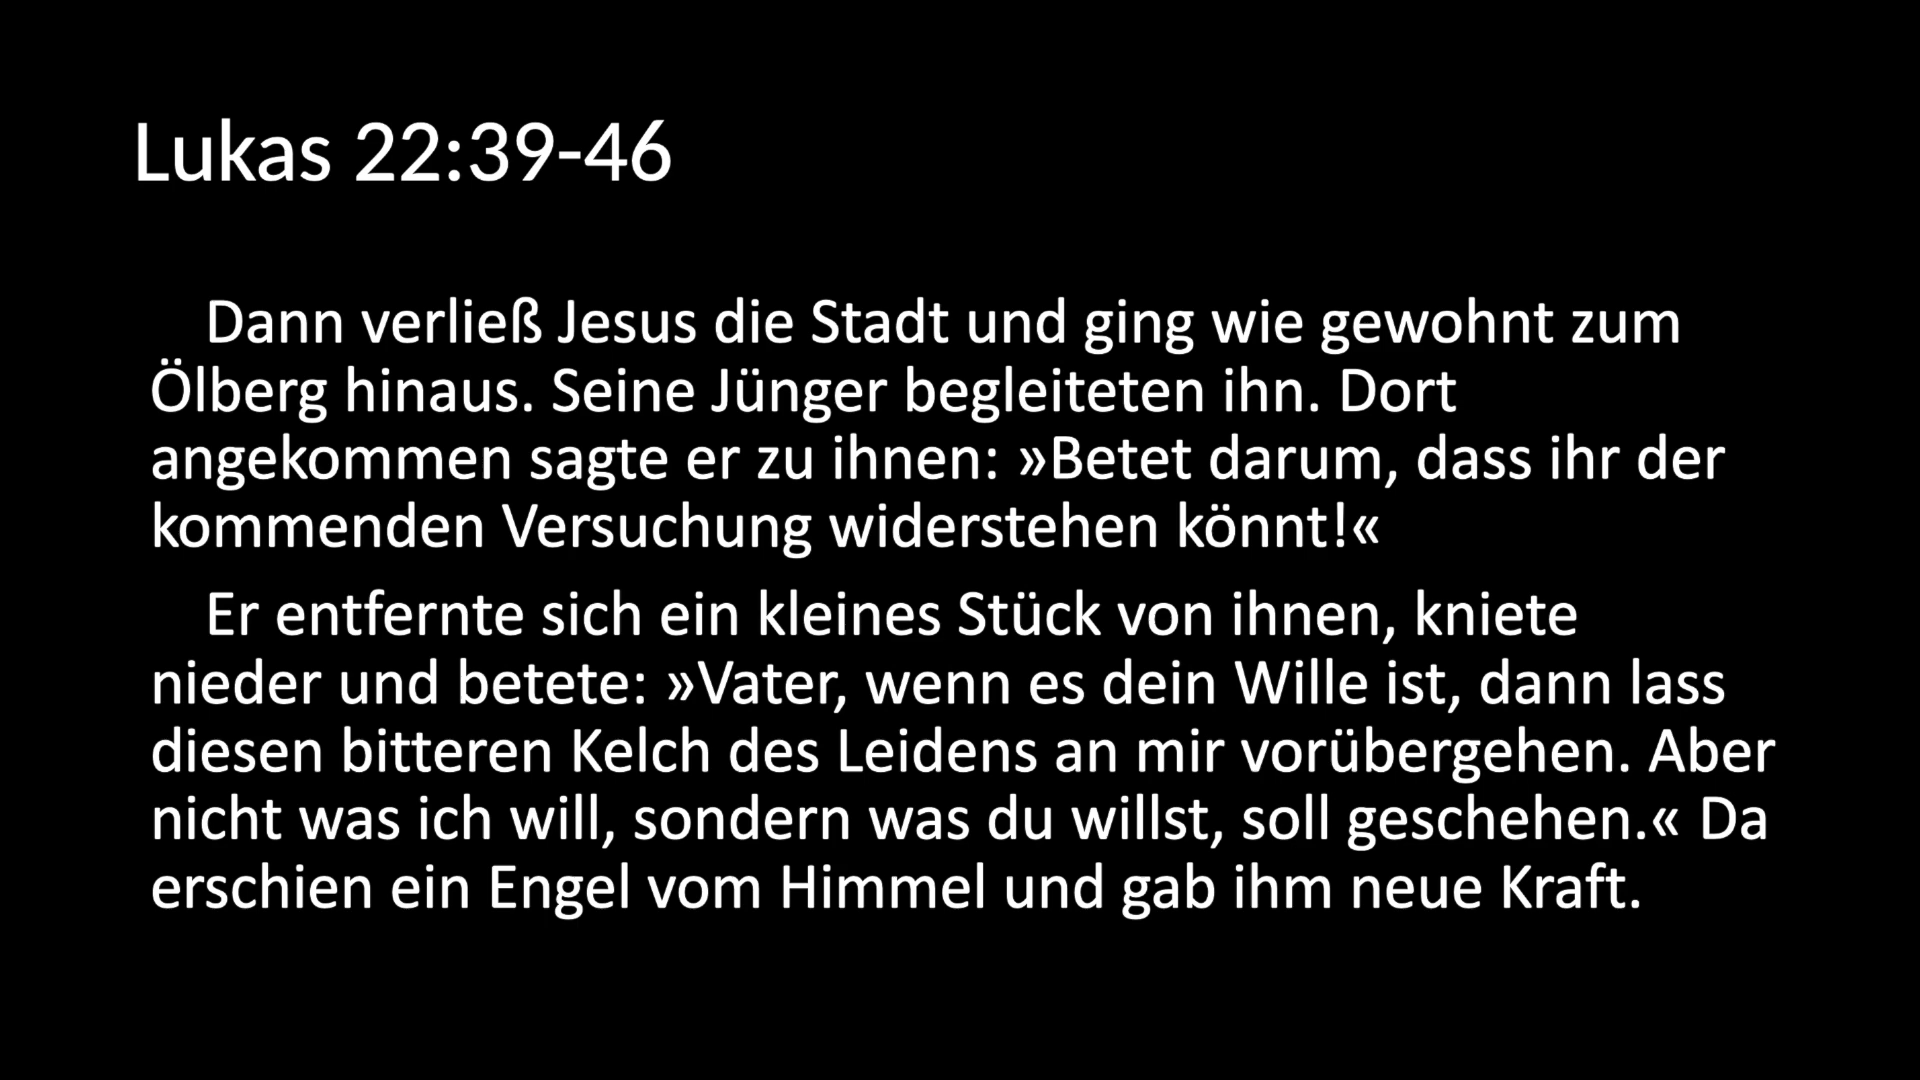 Lukas 22:39-46
Dann verließ Jesus die Stadt und ging wie gewohnt zum
Ölberg hinaus. Seine Jünger begleiteten ihn. Dort
angekommen sagte er zu ihnen: »Betet darum, dass ihr der
kommenden Versuchung widerstehen könnt!«
Er entfernte sich ein kleines Stück von ihnen, kniete
nieder und betete: »Vater, wenn es dein Wille ist, dann lass
diesen bitteren Kelch des Leidens an mir vorübergehen. Aber
nicht was ich will, sondern was du willst, soll geschehen.« Da
erschien ein Engel vom Himmel und gab ihm neue Kraft.